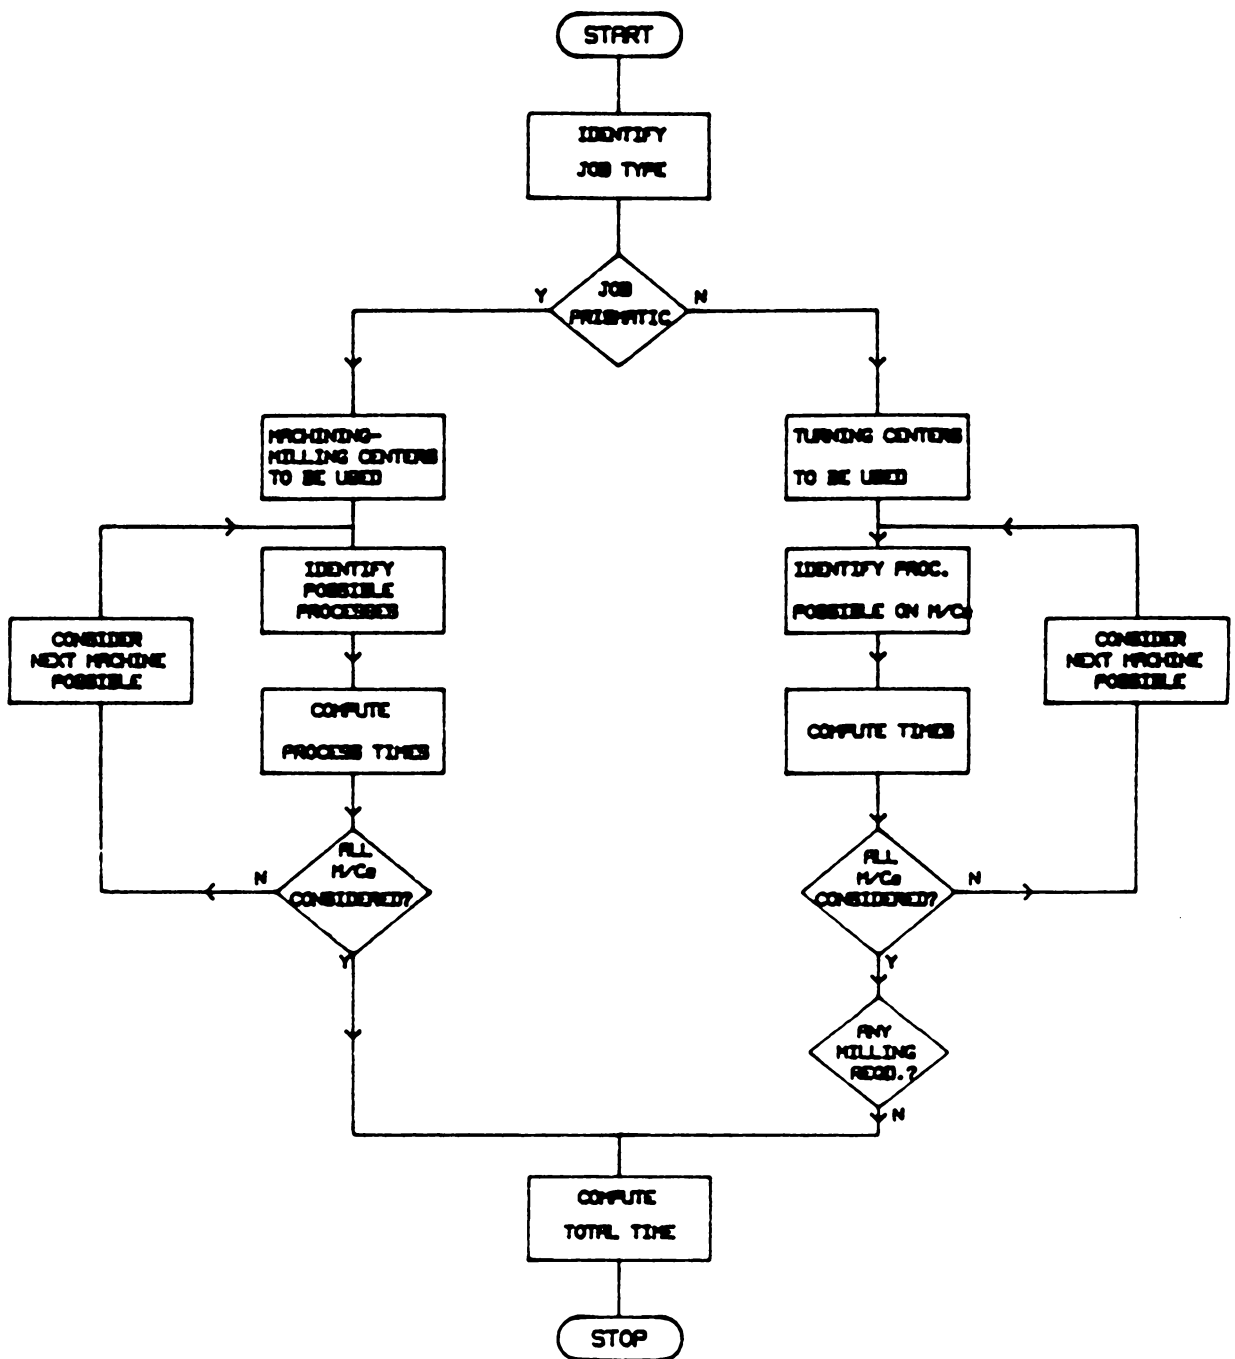 START
IDENTIFY
JOB TYPE
JOB
PRISMATIC
Y
N
MACHINING-
MILLING CENTERS
TO BE USED
TURNING CENTERS
TO BE USED
IDENTIFY
POSSIBLE
PROCESSES
IDENTIFY PROC.
POSSIBLE ON M/Cs
CONSIDER
NEXT MACHINE
POSSIBLE
CONSIDER
NEXT MACHINE
POSSIBLE
COMPUTE
PROCESS TIMES
COMPUTE TIMES
ALL
M/Cs
CONSIDERED?
N
Y
ALL
M/Cs
CONSIDERED?
N
Y
ANY
MILLING
REQD.?
N
COMPUTE
TOTAL TIME
STOP